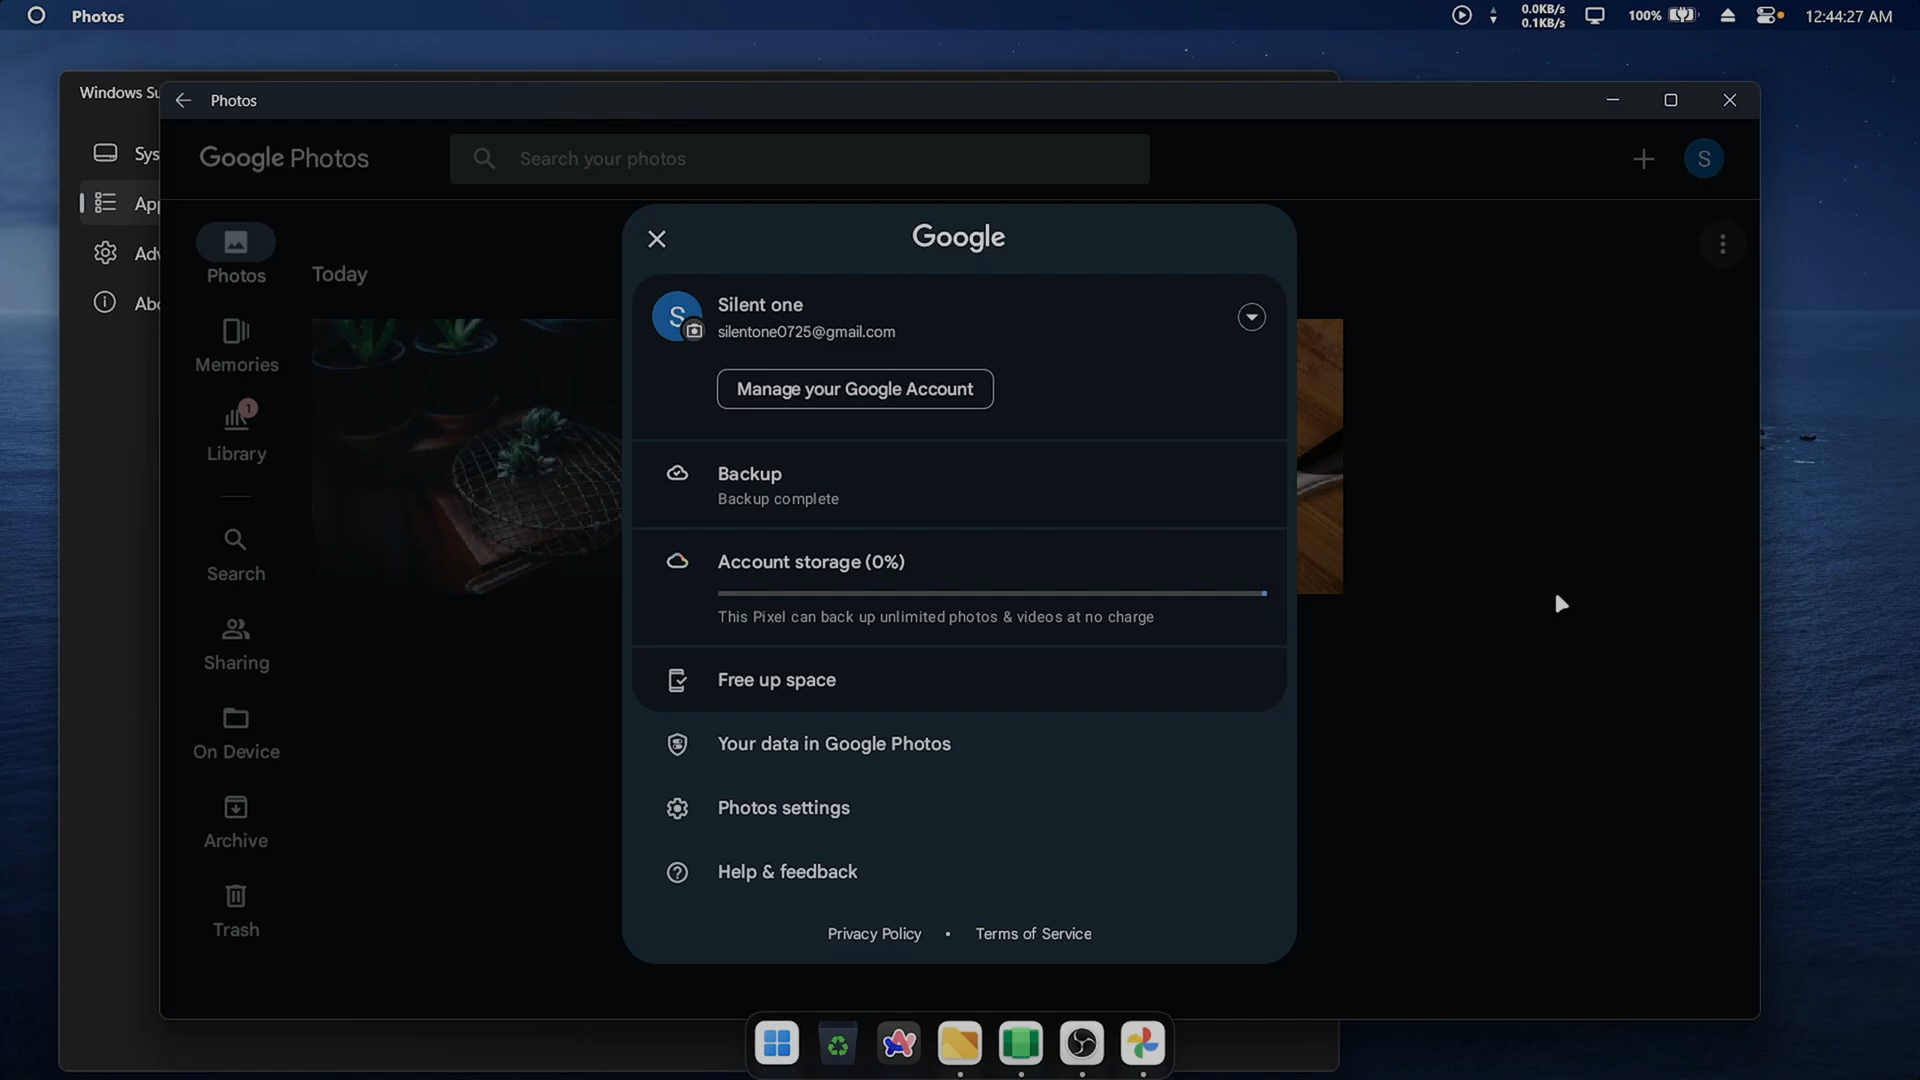 Photos
0.0KB/s
0.1KB/s
100%
12:44:27 AM
Windows Su
Photos
Sys
App
Adv
Abo
Google Photos
Search your photos
S
Photos
Memories
1
Library
Search
Sharing
On Device
Archive
Trash
Today
Google
S
Silent one
silentone0725@gmail.com
Manage your Google Account
Backup
Backup complete
Account storage (0%)
This Pixel can back up unlimited photos & videos at no charge
Free up space
Your data in Google Photos
Photos settings
Help & feedback
Privacy Policy • Terms of Service